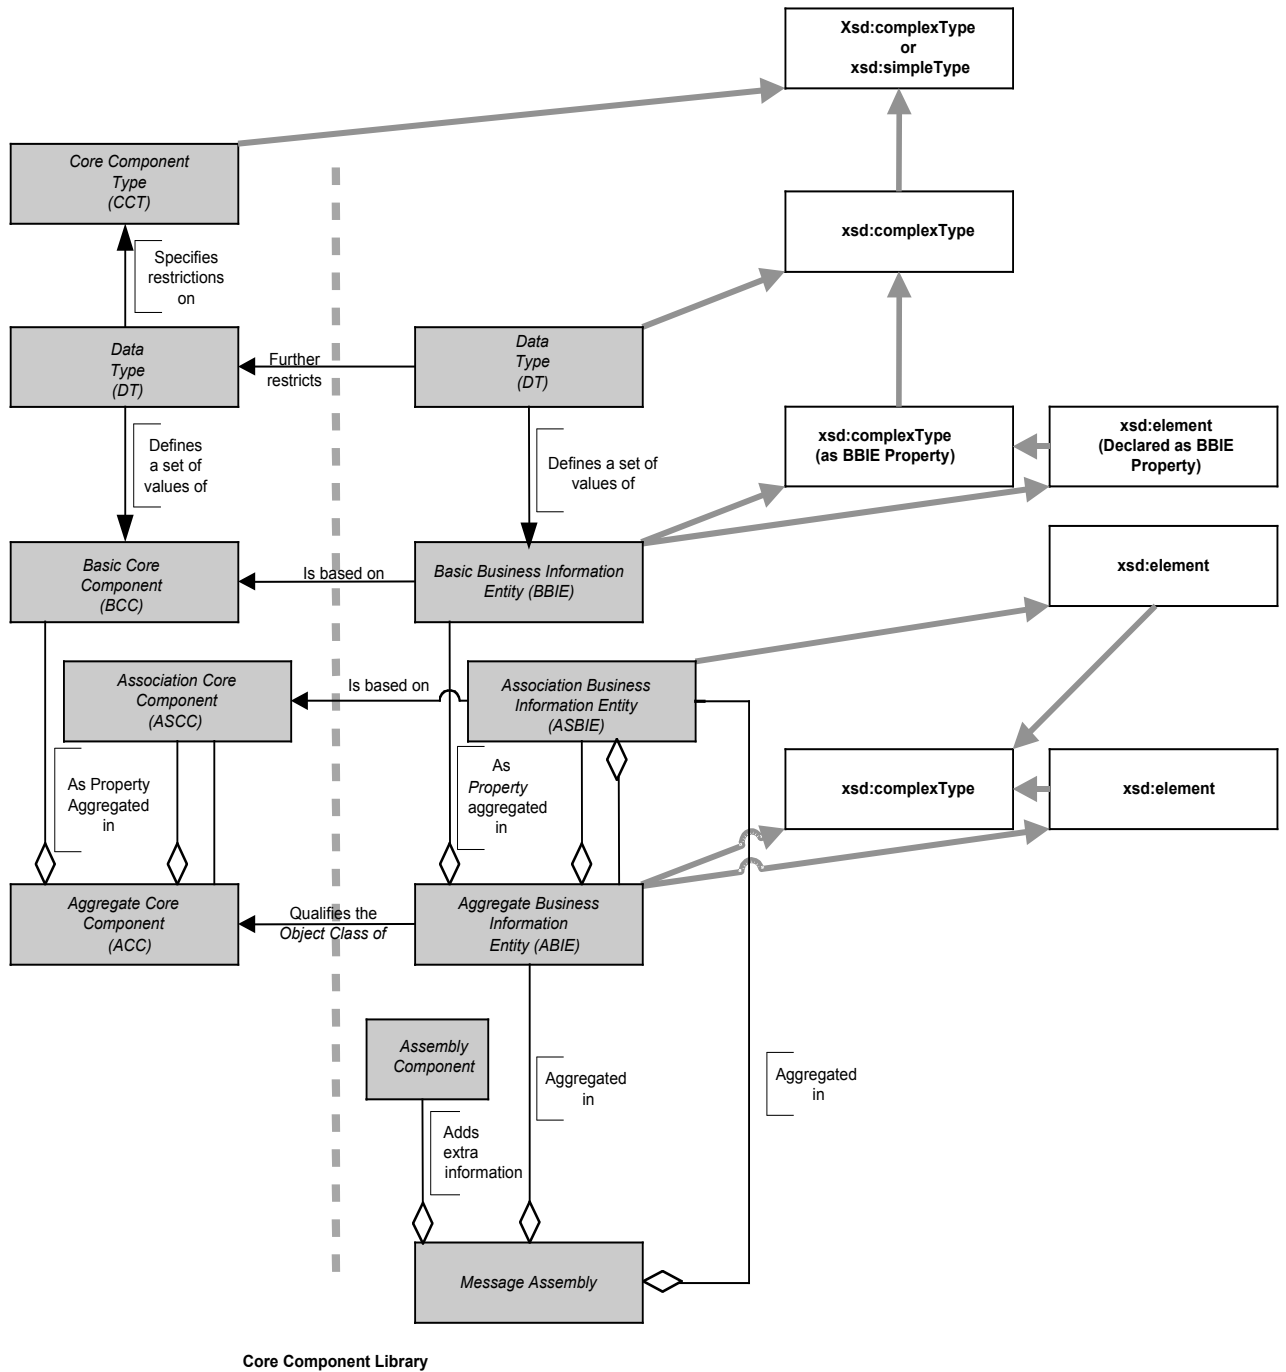 Xsd:complexType
or
xsd:simpleType
Core Component
Type
(CCT)
Specifies
restrictions
on
xsd:complexType
Data
Type
(DT)
Further
restricts
Data
Type
(DT)
Defines
a set of
values of
Defines a set of
values of
xsd:complexType
(as BBIE Property)
xsd:element
(Declared as BBIE
Property)
Basic Core
Component
(BCC)
Is based on
Basic Business Information
Entity (BBIE)
xsd:element
Association Core
Component
(ASCC)
Is based on
Association Business
Information Entity
(ASBIE)
As Property
Aggregated
in
As
Property
aggregated
in
xsd:complexType
xsd:element
Aggregate Core
Component
(ACC)
Qualifies the
Object Class of
Aggregate Business
Information
Entity (ABIE)
Assembly
Component
Aggregated
in
Aggregated
in
Adds
extra
information
Message Assembly
Core Component Library